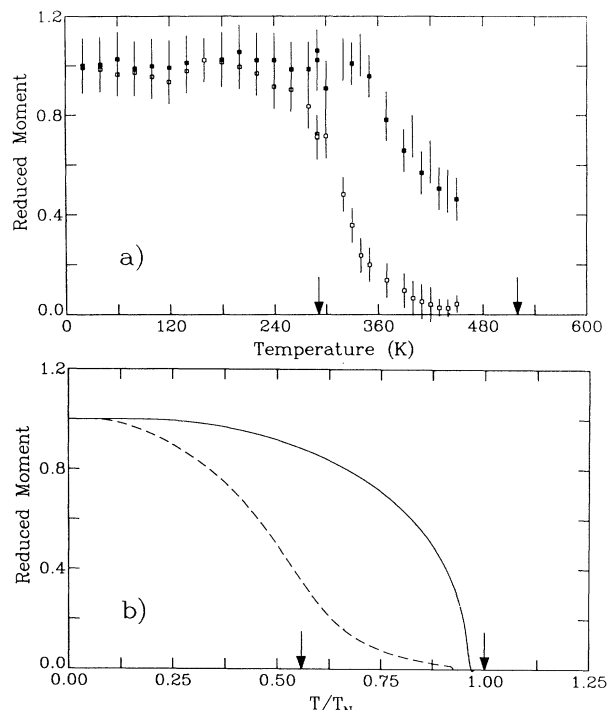 1.2
0.8
0.4
0.0
Reduced Moment
a)
0 120 240 360 480 600
Temperature (K)
1.2
0.8
0.4
0.0
Reduced Moment
b)
0.00 0.25 0.50 0.75 1.00 1.25
T/T_N